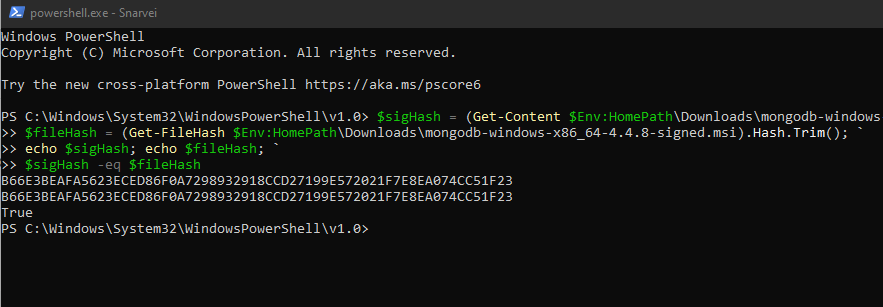 powershell.exe - Snarvei
Windows PowerShell
Copyright (C) Microsoft Corporation. All rights reserved.
Try the new cross-platform PowerShell https://aka.ms/pscore6
PS C:\Windows\System32\WindowsPowerShell\v1.0> $sigHash = (Get-Content $Env:HomePath\Downloads\mongodb-windows
>> $fileHash = (Get-FileHash $Env:HomePath\Downloads\mongodb-windows-x86_64-4.4.8-signed.msi).Hash.Trim(); `
>> echo $sigHash; echo $fileHash; `
>> $sigHash -eq $fileHash
B66E3BEAFA5623ECED86F0A7298932918CCD27199E572021F7E8EA074CC51F23
B66E3BEAFA5623ECED86F0A7298932918CCD27199E572021F7E8EA074CC51F23
True
PS C:\Windows\System32\WindowsPowerShell\v1.0>